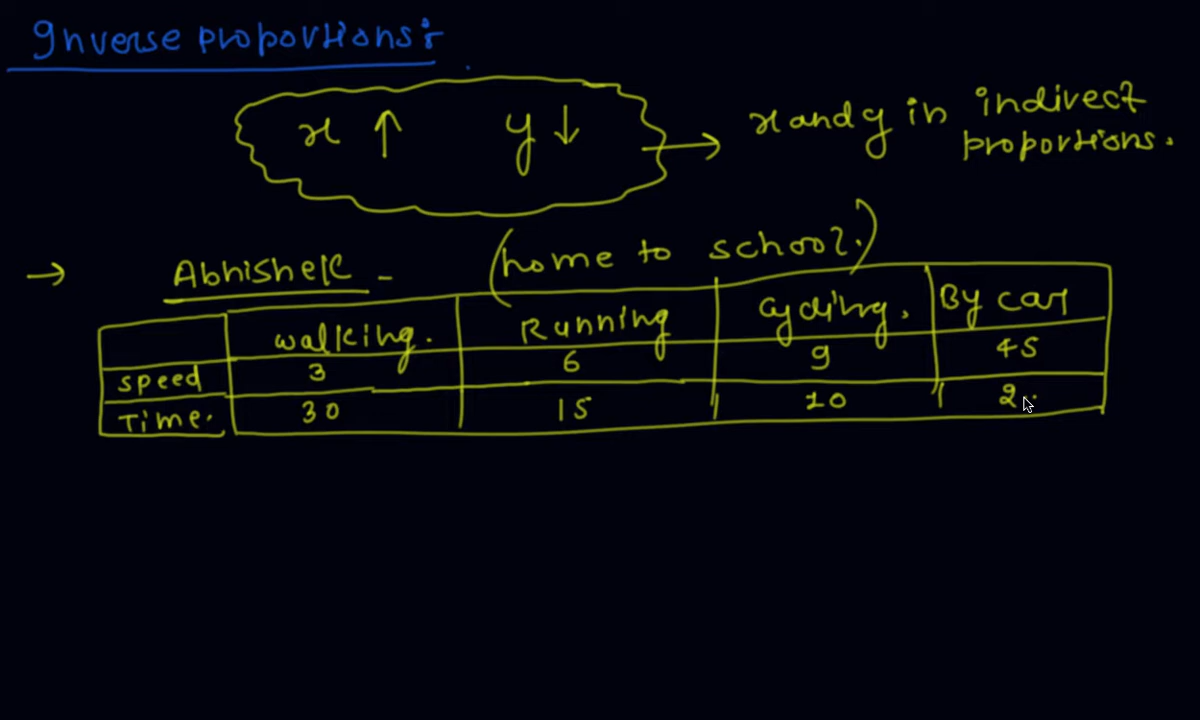 Inverse proportions:
x ↑ y ↓ → x and y in indirect
proportions.
→ Abhishek - (home to school.)
walking. Running cycling. By car
speed 3 6 9 45
Time. 30 15 10 2.